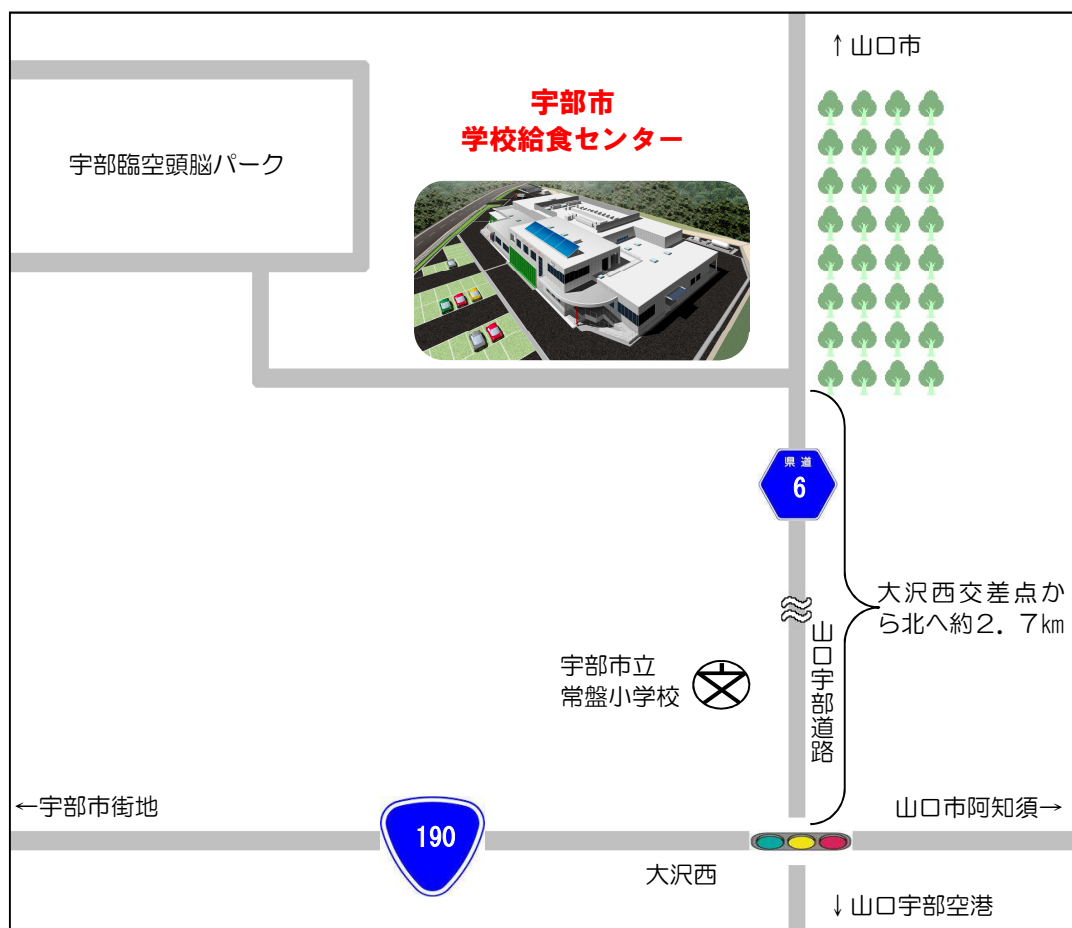 ↑山口市
宇部市
学校給食センター
宇部臨空頭脳パーク
県道
6
大沢西交差点か
ら北へ約2．7㎞
山口宇部道路
宇部市立
常盤小学校
←宇部市街地
山口市阿知須→
190
大沢西
↓山口宇部空港